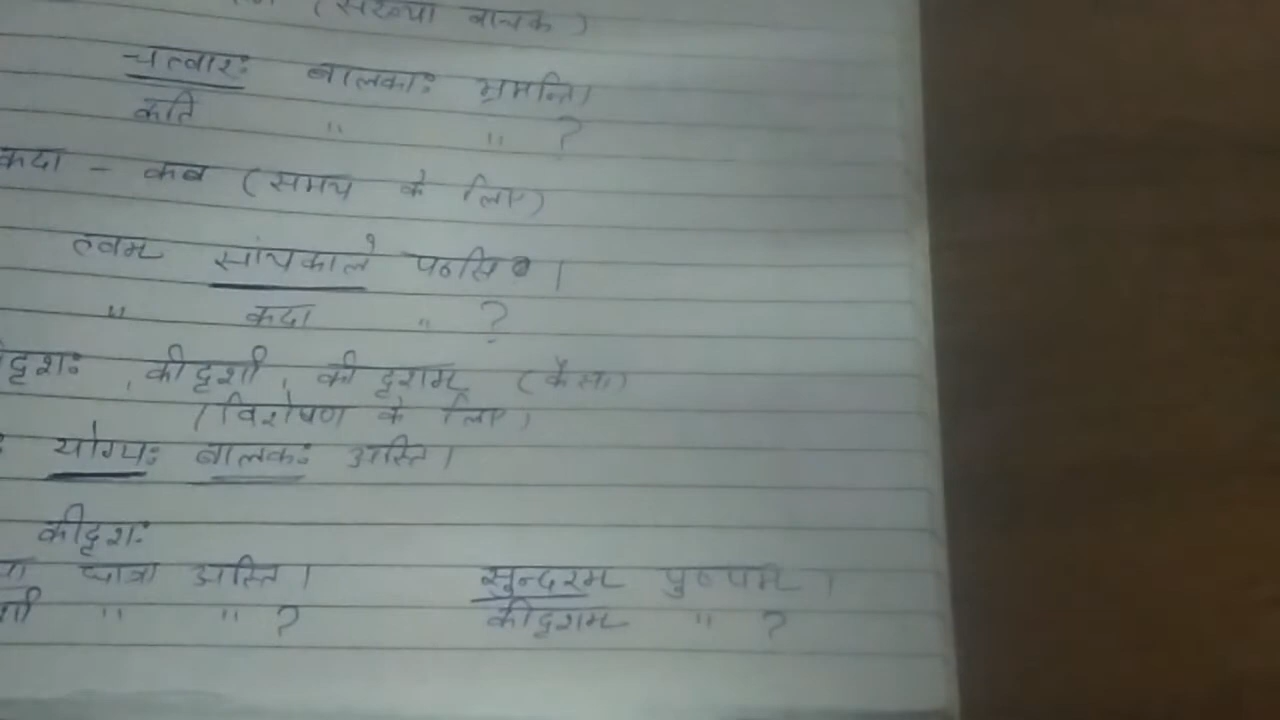 (संख्या वाचक)
चत्वारः बालकाः भ्रमन्ति।
कति " " ?
कदा - कब (समय के लिए)
त्वम सांयकाले पठसि ।
" कदा " ?
दृशः , कीदृशी , कीदृशम् (कैसा)
(विशेषण के लिए)
योग्यः बालकः अस्ति।
कीदृशः
छात्रा अस्ति। सुन्दरम पुष्पम ।
" " ? कीदृशम " ?